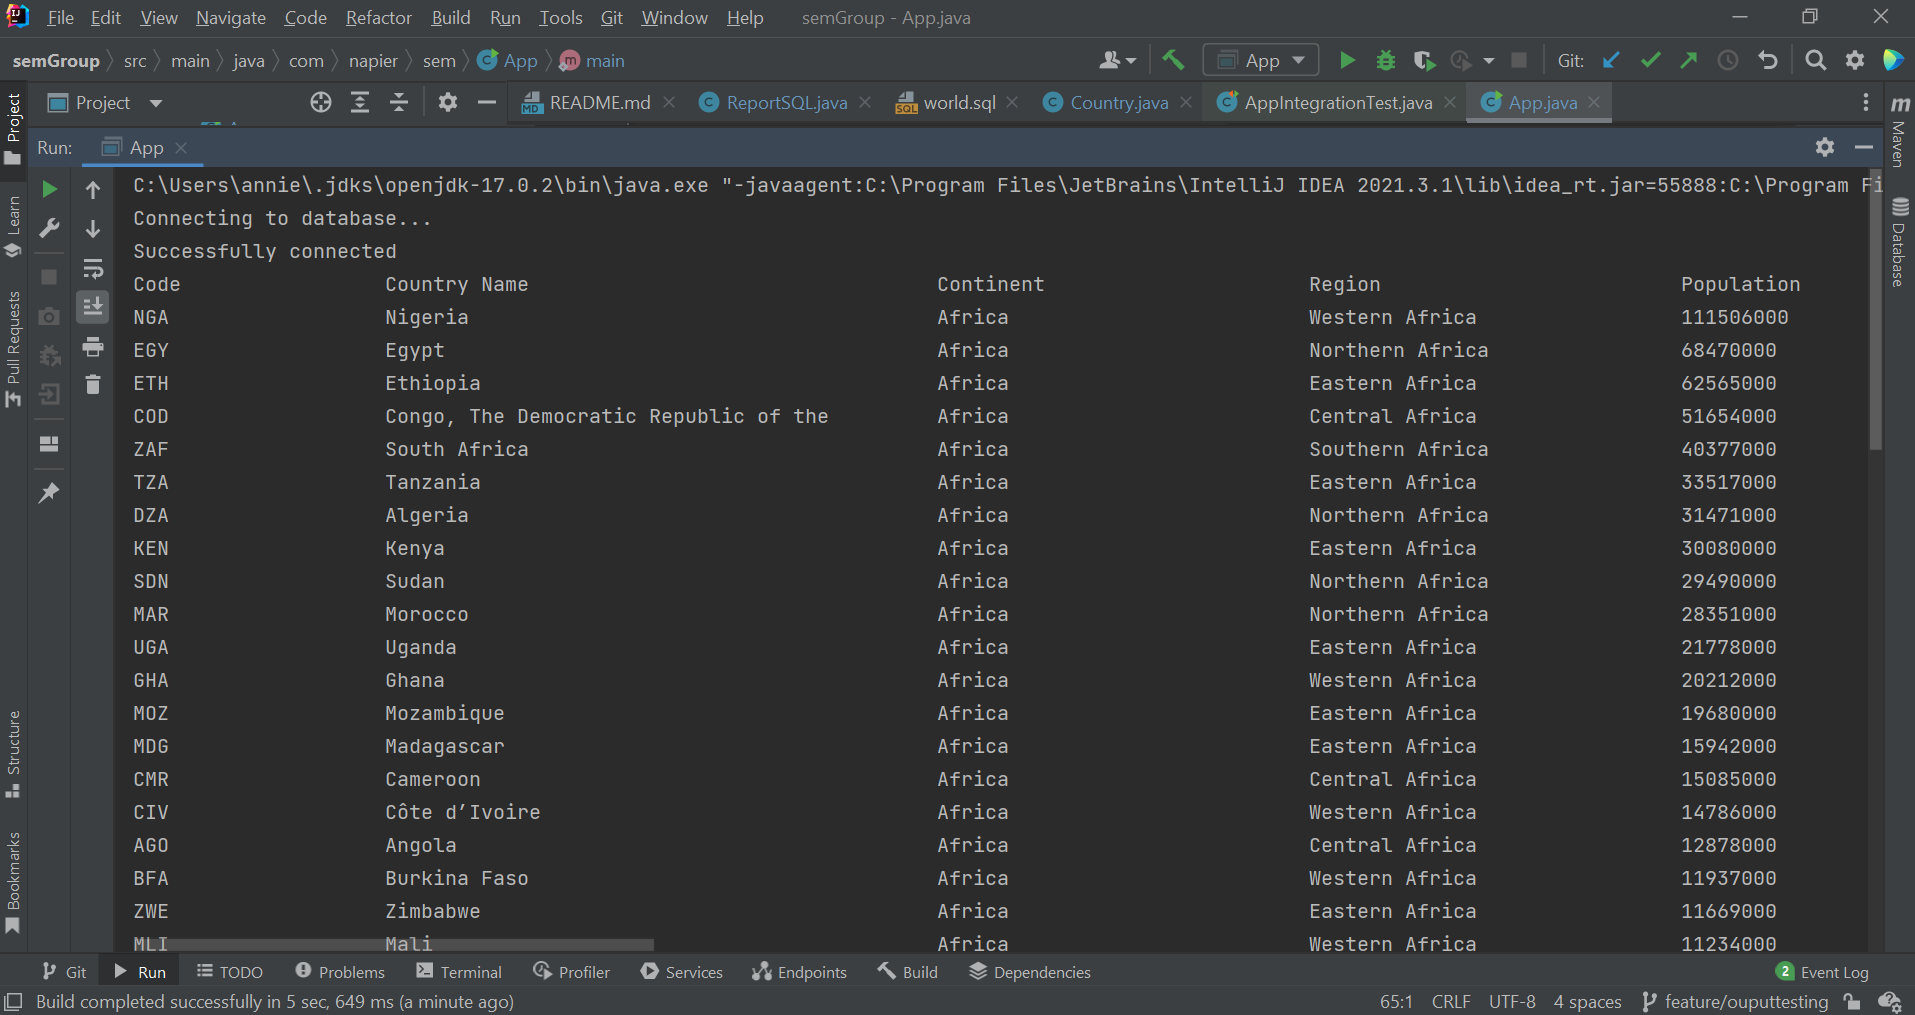 File Edit View Navigate Code Refactor Build Run Tools Git Window Help semGroup - App.java
semGroup src main java com napier sem App main App Git:
Project README.md ReportSQL.java world.sql Country.java AppIntegrationTest.java App.java
Run: App
C:\Users\annie\.jdks\openjdk-17.0.2\bin\java.exe "-javaagent:C:\Program Files\JetBrains\IntelliJ IDEA 2021.3.1\lib\idea_rt.jar=55888:C:\Program Fi
Connecting to database...
Successfully connected
Code Country Name Continent Region Population
NGA Nigeria Africa Western Africa 111506000
EGY Egypt Africa Northern Africa 68470000
ETH Ethiopia Africa Eastern Africa 62565000
COD Congo, The Democratic Republic of the Africa Central Africa 51654000
ZAF South Africa Africa Southern Africa 40377000
TZA Tanzania Africa Eastern Africa 33517000
DZA Algeria Africa Northern Africa 31471000
KEN Kenya Africa Eastern Africa 30080000
SDN Sudan Africa Northern Africa 29490000
MAR Morocco Africa Northern Africa 28351000
UGA Uganda Africa Eastern Africa 21778000
GHA Ghana Africa Western Africa 20212000
MOZ Mozambique Africa Eastern Africa 19680000
MDG Madagascar Africa Eastern Africa 15942000
CMR Cameroon Africa Central Africa 15085000
CIV Côte d’Ivoire Africa Western Africa 14786000
AGO Angola Africa Central Africa 12878000
BFA Burkina Faso Africa Western Africa 11937000
ZWE Zimbabwe Africa Eastern Africa 11669000
MLI Mali Africa Western Africa 11234000
Project
Learn
Pull Requests
Structure
Bookmarks
Maven
Database
Git Run TODO Problems Terminal Profiler Services Endpoints Build Dependencies 2 Event Log
Build completed successfully in 5 sec, 649 ms (a minute ago) 65:1 CRLF UTF-8 4 spaces feature/ouputtesting